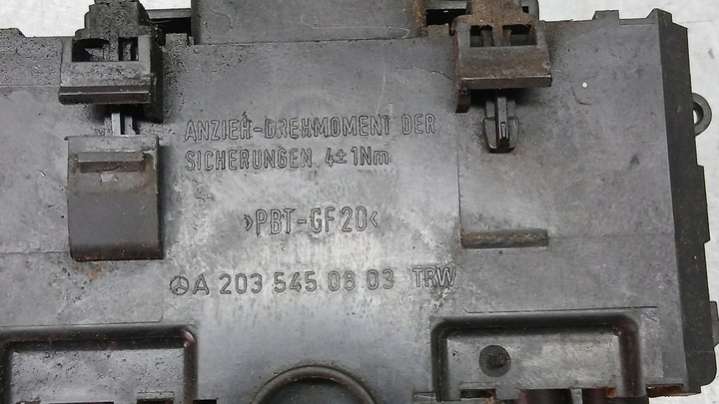 ANZIEH-DREHMOMENT DER
SICHERUNGEN 4±1Nm
>PBT-GF20<
A 203 545 08 03 TRW